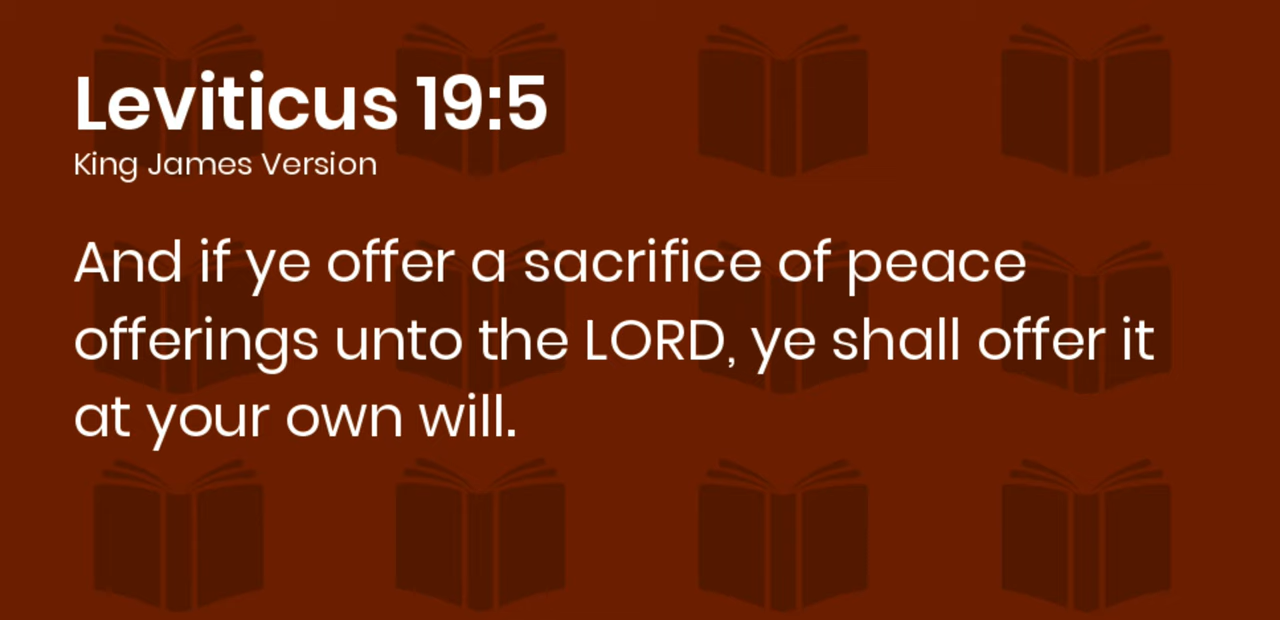 Leviticus 19:5
King James Version
And if ye offer a sacrifice of peace
offerings unto the LORD, ye shall offer it
at your own will.